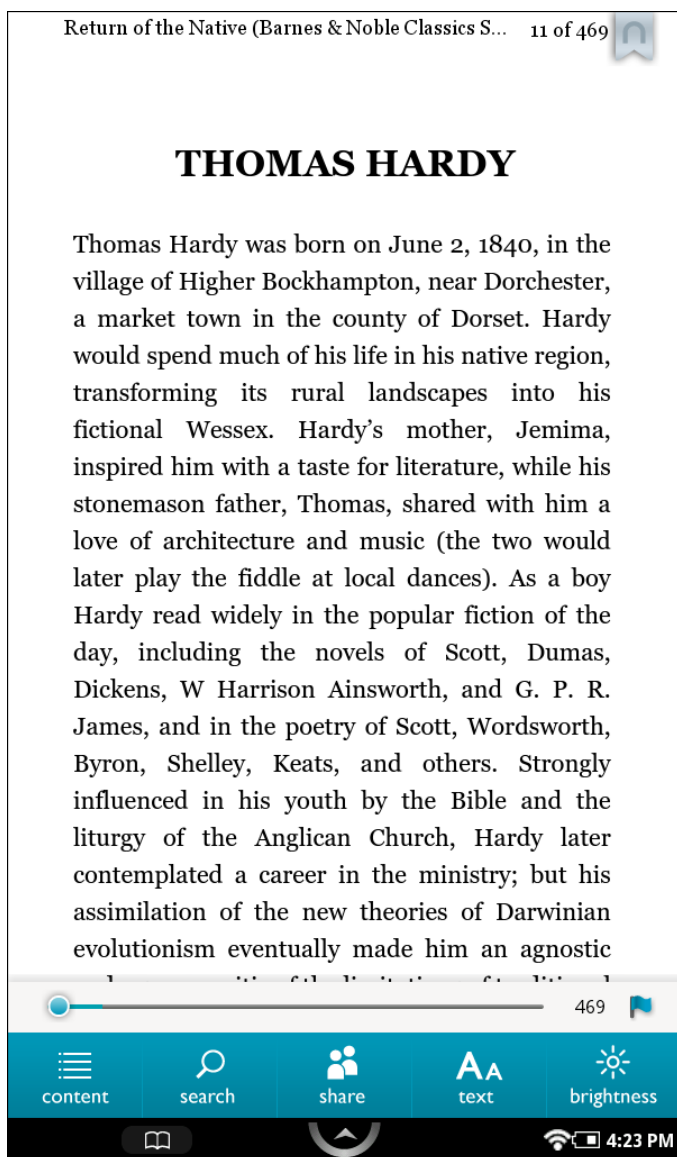 Return of the Native (Barnes & Noble Classics S... 11 of 469
THOMAS HARDY
Thomas Hardy was born on June 2, 1840, in the
village of Higher Bockhampton, near Dorchester,
a market town in the county of Dorset. Hardy
would spend much of his life in his native region,
transforming its rural landscapes into his
fictional Wessex. Hardy’s mother, Jemima,
inspired him with a taste for literature, while his
stonemason father, Thomas, shared with him a
love of architecture and music (the two would
later play the fiddle at local dances). As a boy
Hardy read widely in the popular fiction of the
day, including the novels of Scott, Dumas,
Dickens, W Harrison Ainsworth, and G. P. R.
James, and in the poetry of Scott, Wordsworth,
Byron, Shelley, Keats, and others. Strongly
influenced in his youth by the Bible and the
liturgy of the Anglican Church, Hardy later
contemplated a career in the ministry; but his
assimilation of the new theories of Darwinian
evolutionism eventually made him an agnostic
469
content search share text brightness
4:23 PM